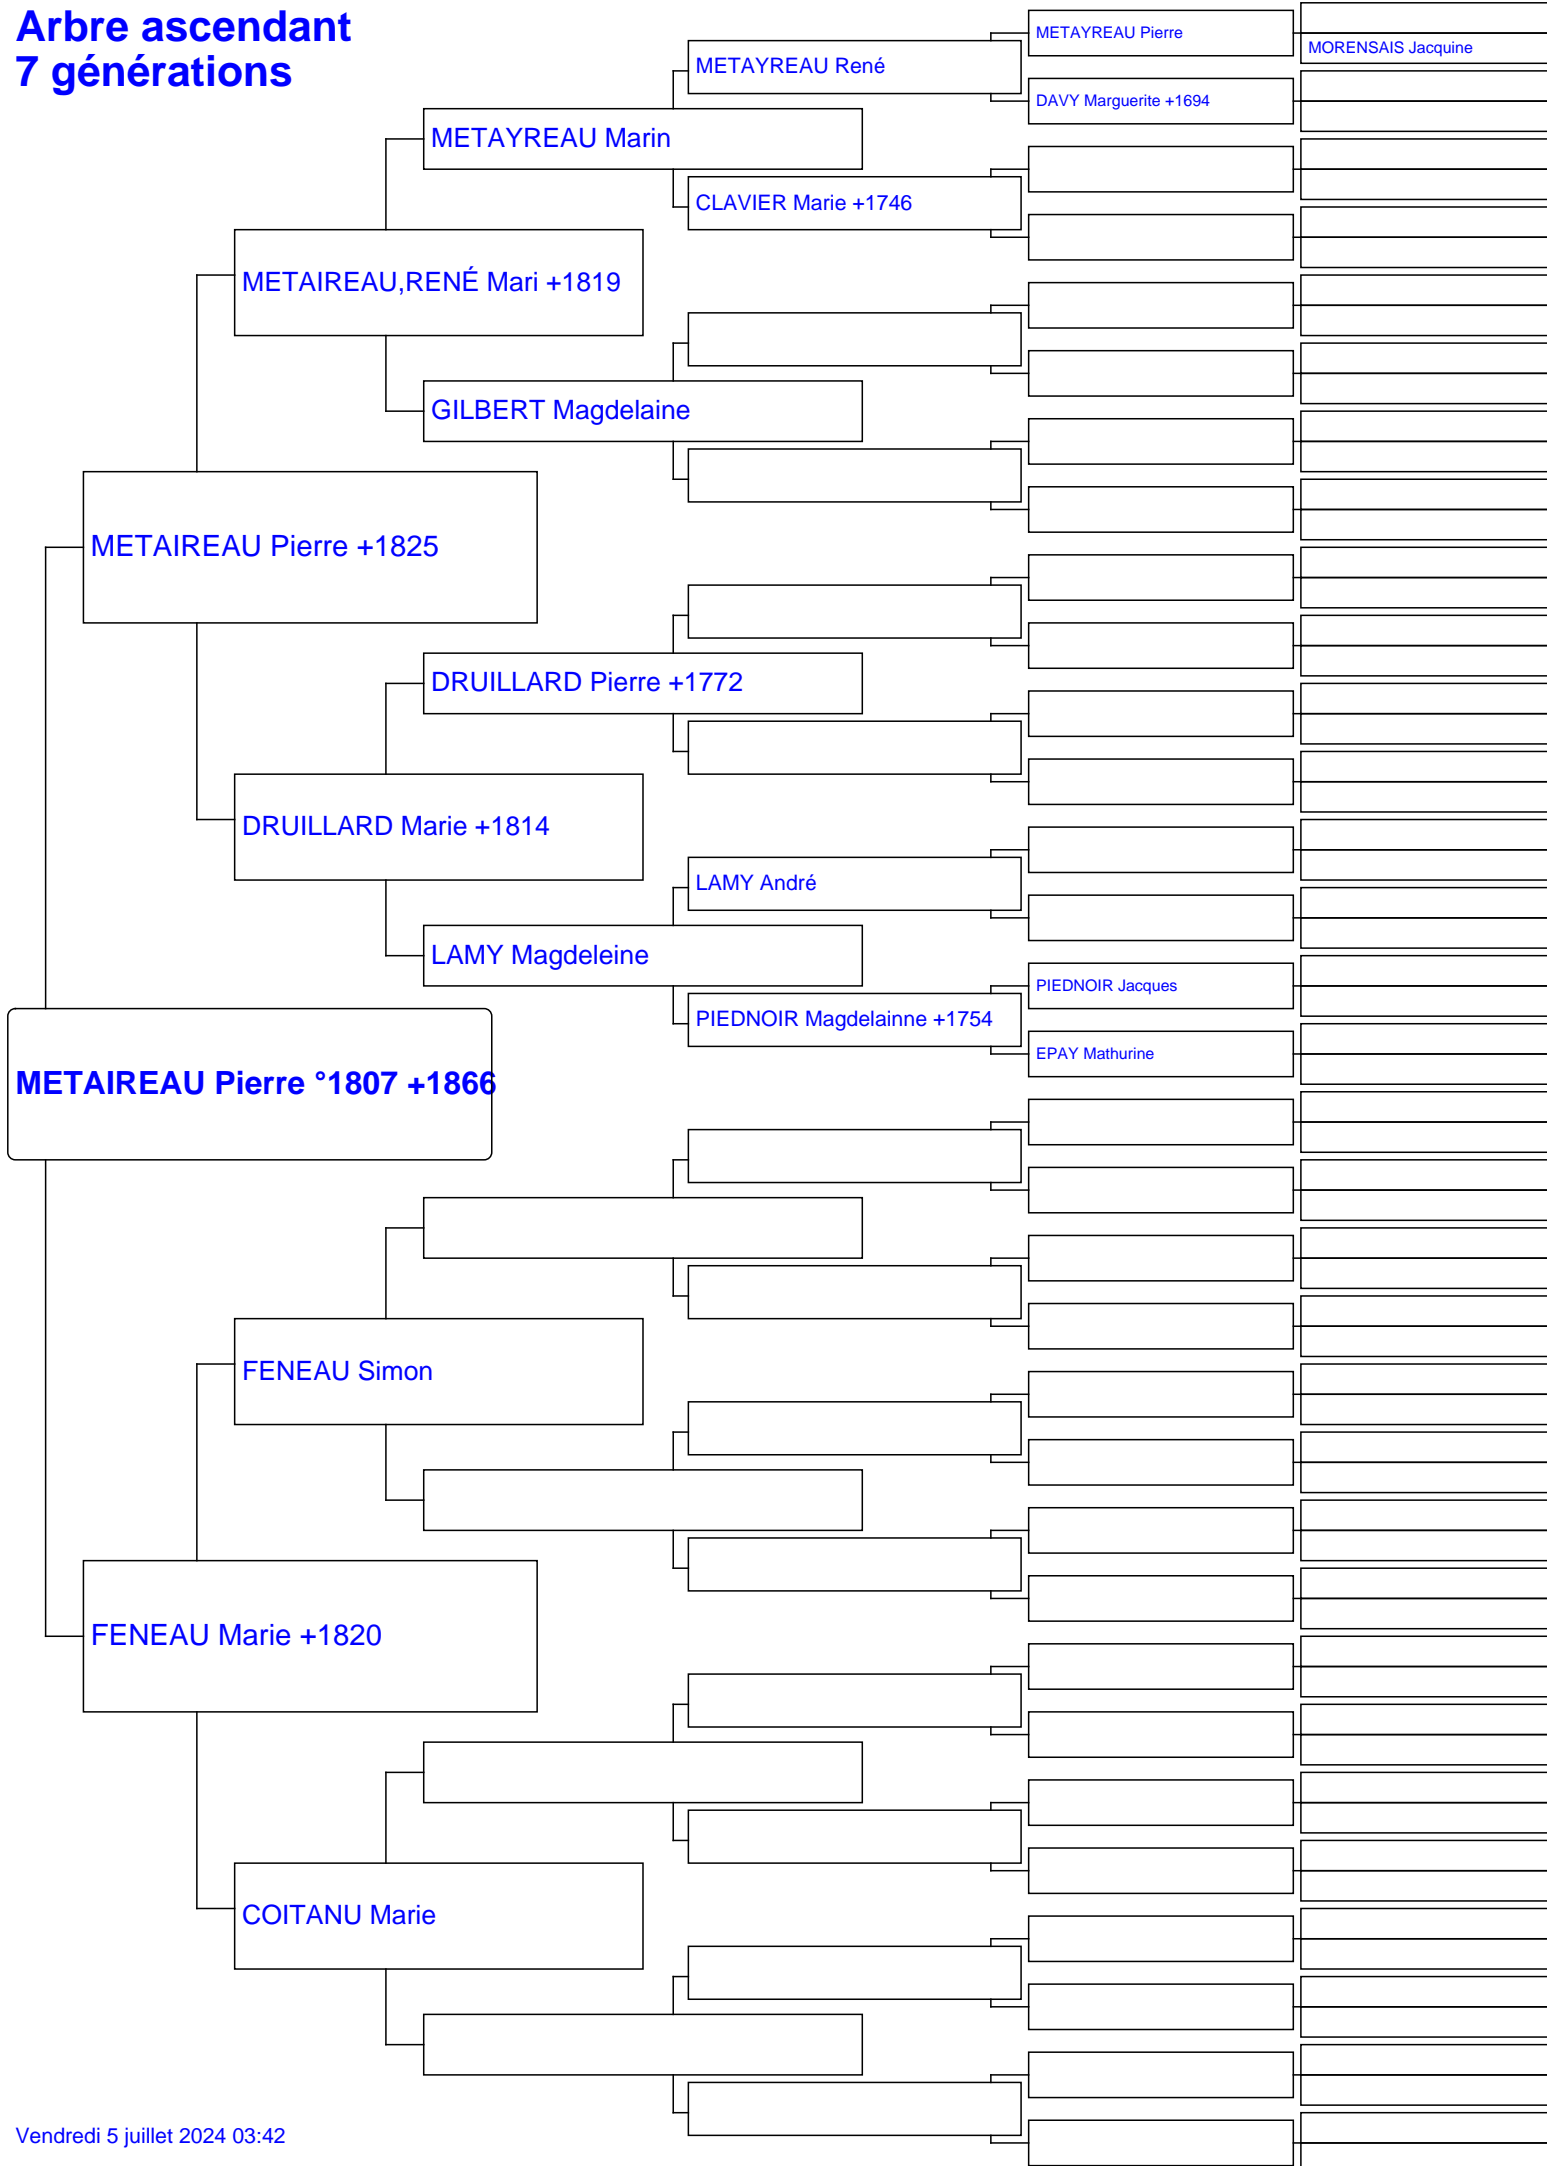 Arbre ascendant
7 générations
METAYREAU Pierre
MORENSAIS Jacquine
METAYREAU René
DAVY Marguerite +1694
METAYREAU Marin
CLAVIER Marie +1746
METAIREAU,RENÉ Mari +1819
GILBERT Magdelaine
METAIREAU Pierre +1825
DRUILLARD Pierre +1772
DRUILLARD Marie +1814
LAMY André
LAMY Magdeleine
PIEDNOIR Jacques
PIEDNOIR Magdelainne +1754
EPAY Mathurine
METAIREAU Pierre °1807 +1866
FENEAU Simon
FENEAU Marie +1820
COITANU Marie
Vendredi 5 juillet 2024 03:42